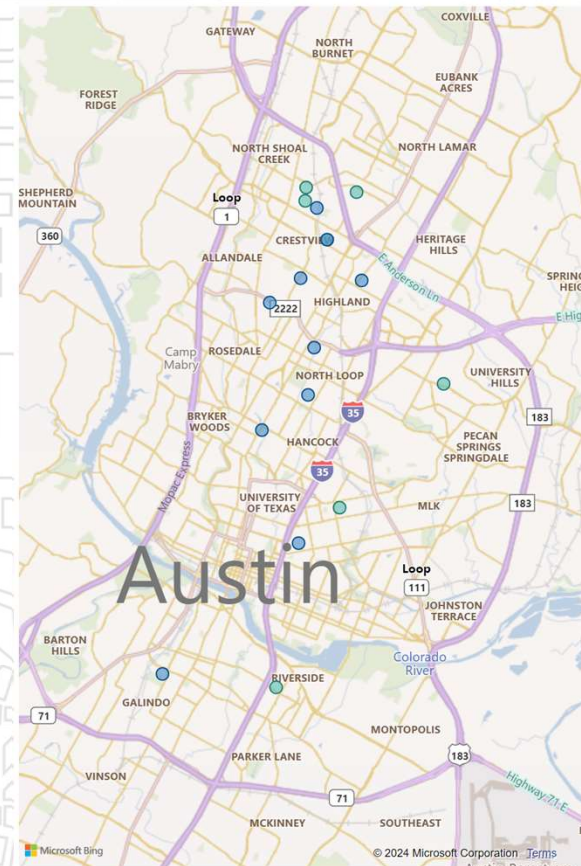 COXVILLE
GATEWAY
NORTH
BURNET
EUBANK
ACRES
FOREST
RIDGE
NORTH SHOAL
CREEK
NORTH LAMAR
SHEPHERD
MOUNTAIN
Loop
1
360
CRESTVI
HERITAGE
HILLS
ALLANDALE
E Anderson Ln
SPRING
HEIG
2222
HIGHLAND
E Hig
Camp
Mabry
ROSEDALE
NORTH LOOP
UNIVERSITY
HILLS
35
183
BRYKER
WOODS
HANCOCK
PECAN
SPRINGS
SPRINGDALE
35
Mopac Express
UNIVERSITY
OF TEXAS
MLK
183
Austin
Loop
111
JOHNSTON
TERRACE
BARTON
HILLS
Colorado
River
RIVERSIDE
GALINDO
71
MONTOPOLIS
PARKER LANE
183
VINSON
71
Highway 71 E
MCKINNEY
SOUTHEAST
Microsoft Bing
© 2024 Microsoft Corporation Terms